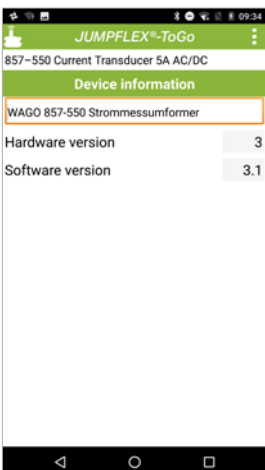 09:34
JUMPFLEX®-ToGo
857-550 Current Transducer 5A AC/DC
Device information
WAGO 857-550 Strommessumformer
Hardware version 3
Software version 3.1